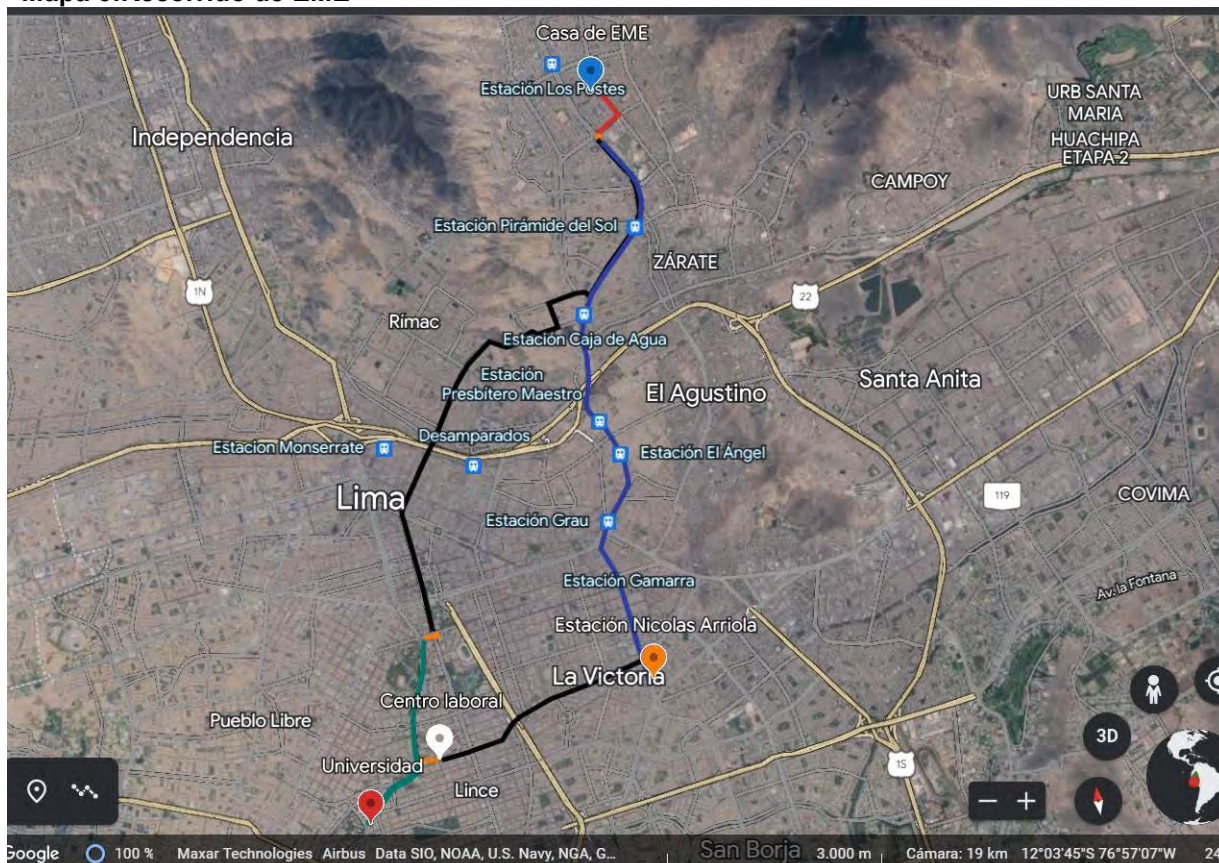 Casa de EME
Estación Los Postes
Independencia
URB SANTA
MARIA
HUACHIPA
ETAPA 2
CAMPOY
Estación Pirámide del Sol
ZÁRATE
1N
22
Rimac
Estación Caja de Agua
Estación
Presbitero Maestro
El Agustino
Santa Anita
Desamparados
Estación Monserrate
Estación El Ángel
Lima
119
COVIMA
Estación Grau
Estación Gamarra
Av. la Fontana
Estación Nicolas Arriola
La Victoria
Centro laboral
Pueblo Libre
Universidad
1S
3D
Lince
San Borja
Google 100 % Maxar Technologies Airbus Data SIO, NOAA, U.S. Navy, NGA, G... 3.000 m Cámara: 19 km 12°03'45"S 76°57'07"W 24